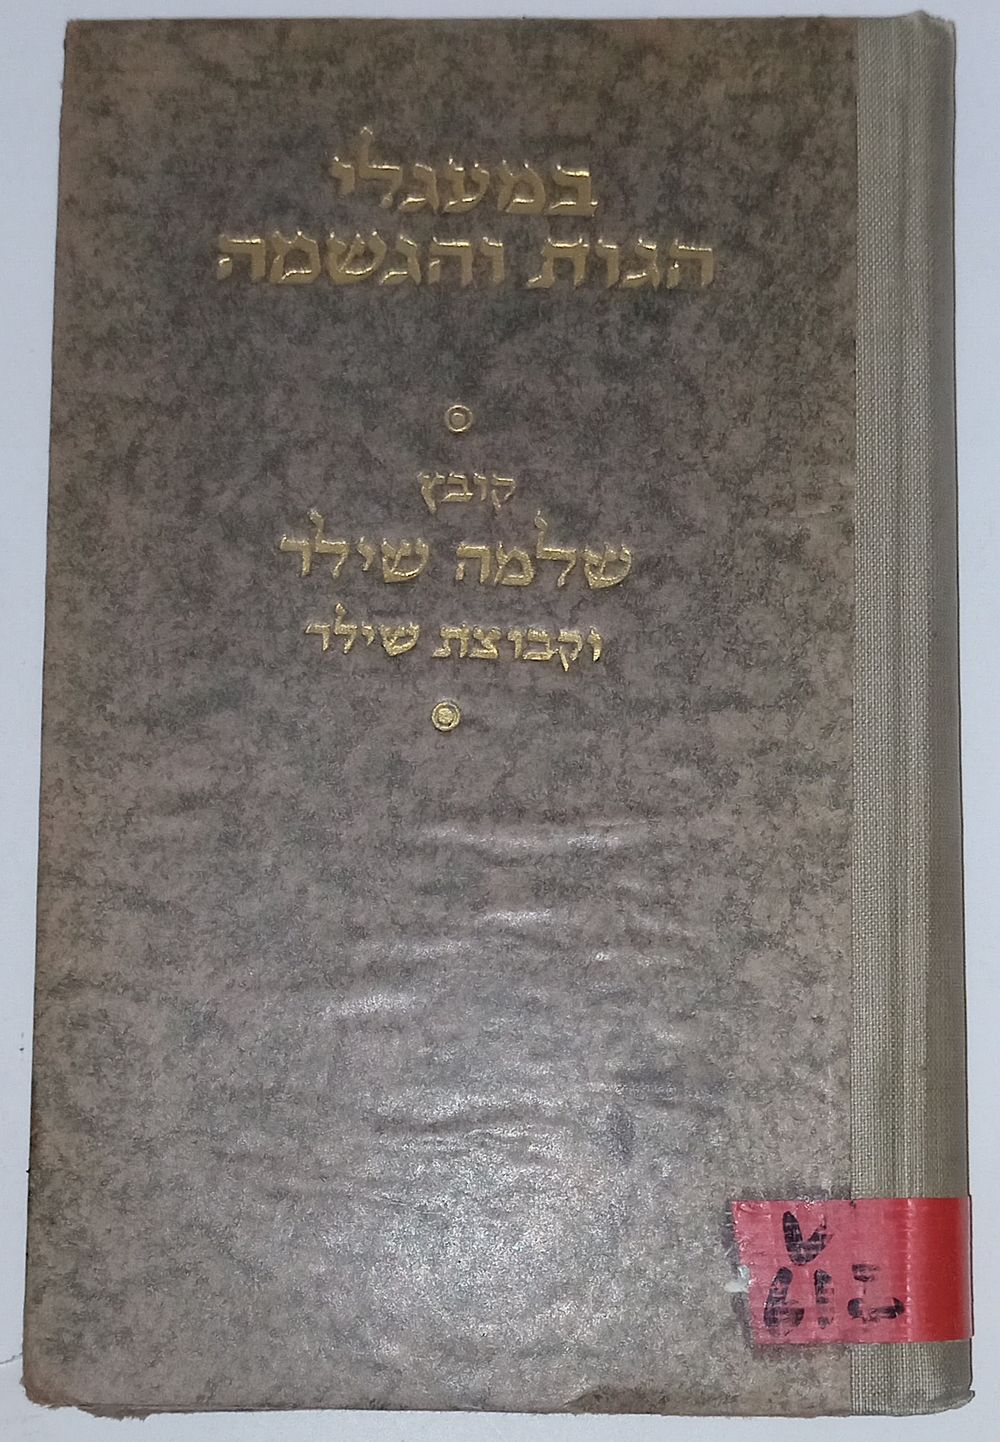 במעגלי
הגות והגשמה
קובץ
שלמה שילר
וקבוצת שילר